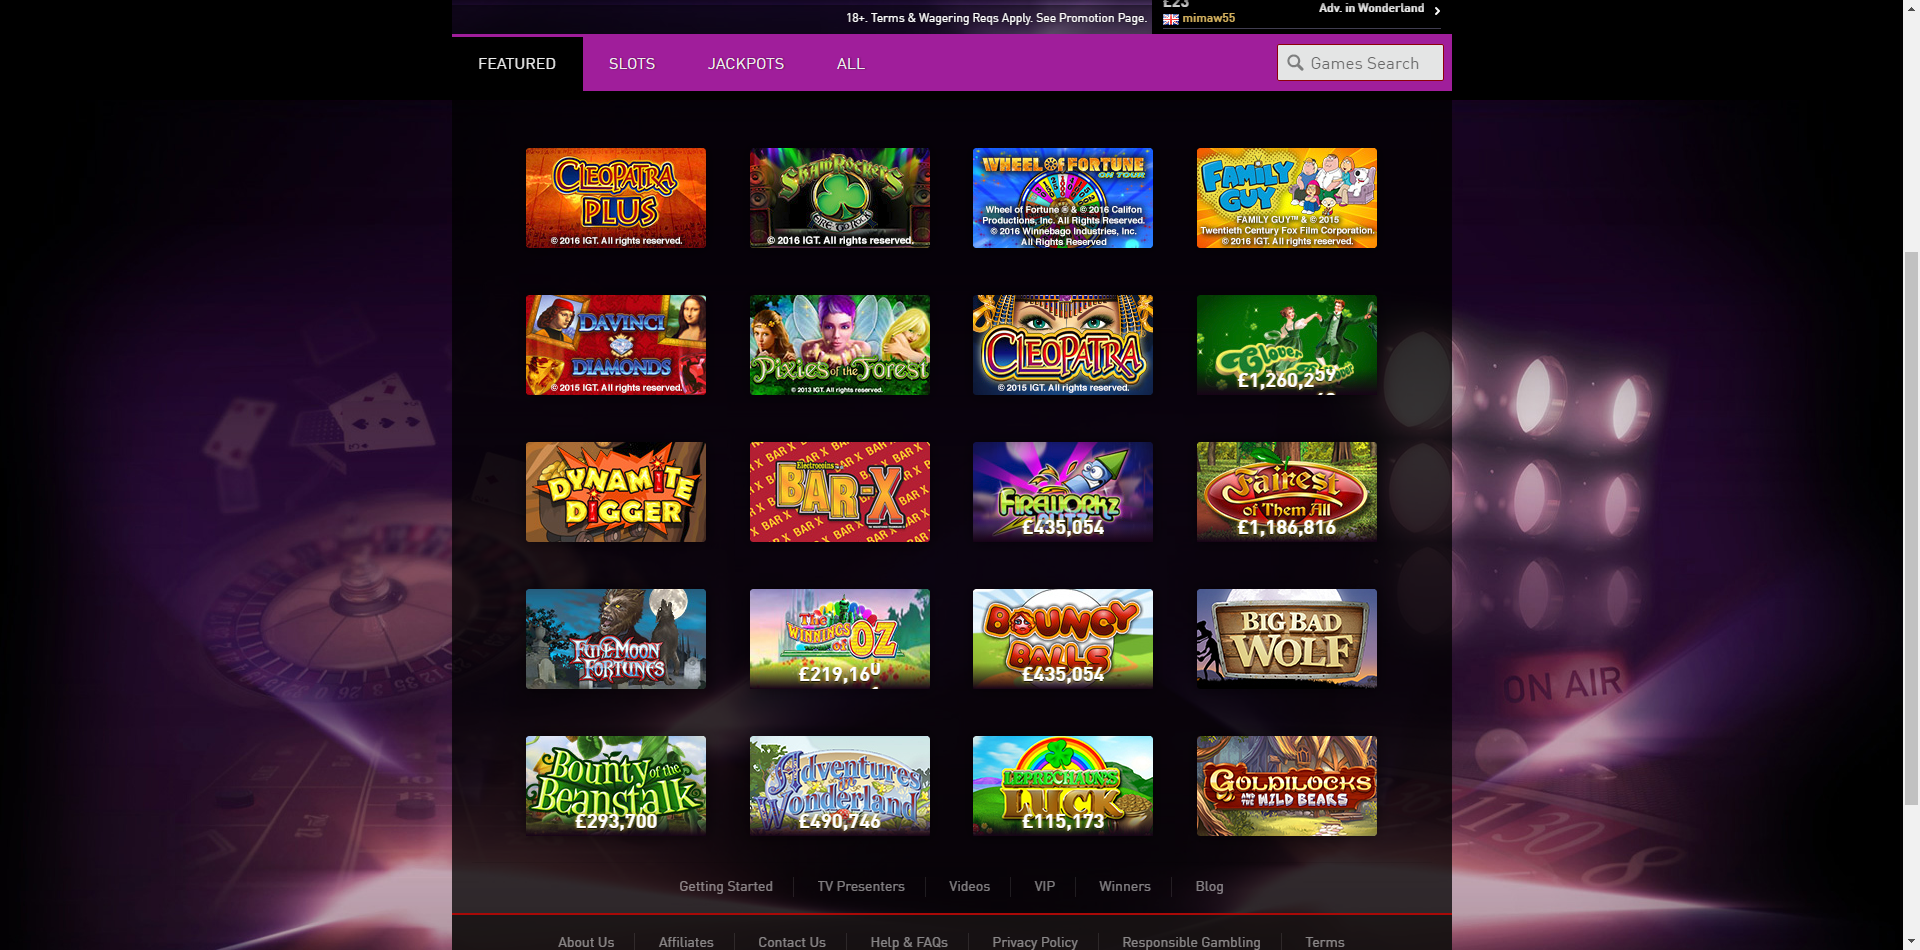 £23
18+. Terms & Wagering Reqs Apply. See Promotion Page.
mimaw55
Adv. in Wonderland
FEATURED
SLOTS
JACKPOTS
ALL
Games Search
CLEOPATRA
PLUS
© 2016 IGT. All rights reserved.
SHAMROCKERS
EIRE TO ROCK
© 2016 IGT. All rights reserved.
WHEEL OF FORTUNE
ON TOUR
Wheel of Fortune ® & © 2016 Califon
Productions, Inc. All Rights Reserved.
© 2016 Winnebago Industries, Inc.
All Rights Reserved
FAMILY
GUY
FAMILY GUY™ & © 2015
Twentieth Century Fox Film Corporation.
© 2016 IGT. All rights reserved.
DAVINCI
DIAMONDS
© 2015 IGT. All rights reserved.
Pixies of the Forest
© 2013 IGT. All rights reserved.
CLEOPATRA
© 2015 IGT. All rights reserved.
Clover
£1,260,259
DYNAMITE
DIGGER
Electrocoin's
BAR-X
FIREWORKZ
BLITZ
£435,054
Fairest
of Them All
£1,186,816
FULL MOON
FORTUNES
The
WINNINGS
of OZ
£219,160
BOUNCY
BALLS
£435,054
BIG BAD
WOLF
Bounty of the
Beanstalk
£293,700
Adventures
in
Wonderland
£490,746
LEPRECHAUN'S
LUCK
£115,173
GOLDILOCKS
AND THE WILD BEARS
ON AIR
Getting Started
TV Presenters
Videos
VIP
Winners
Blog
About Us
Affiliates
Contact Us
Help & FAQs
Privacy Policy
Responsible Gambling
Terms